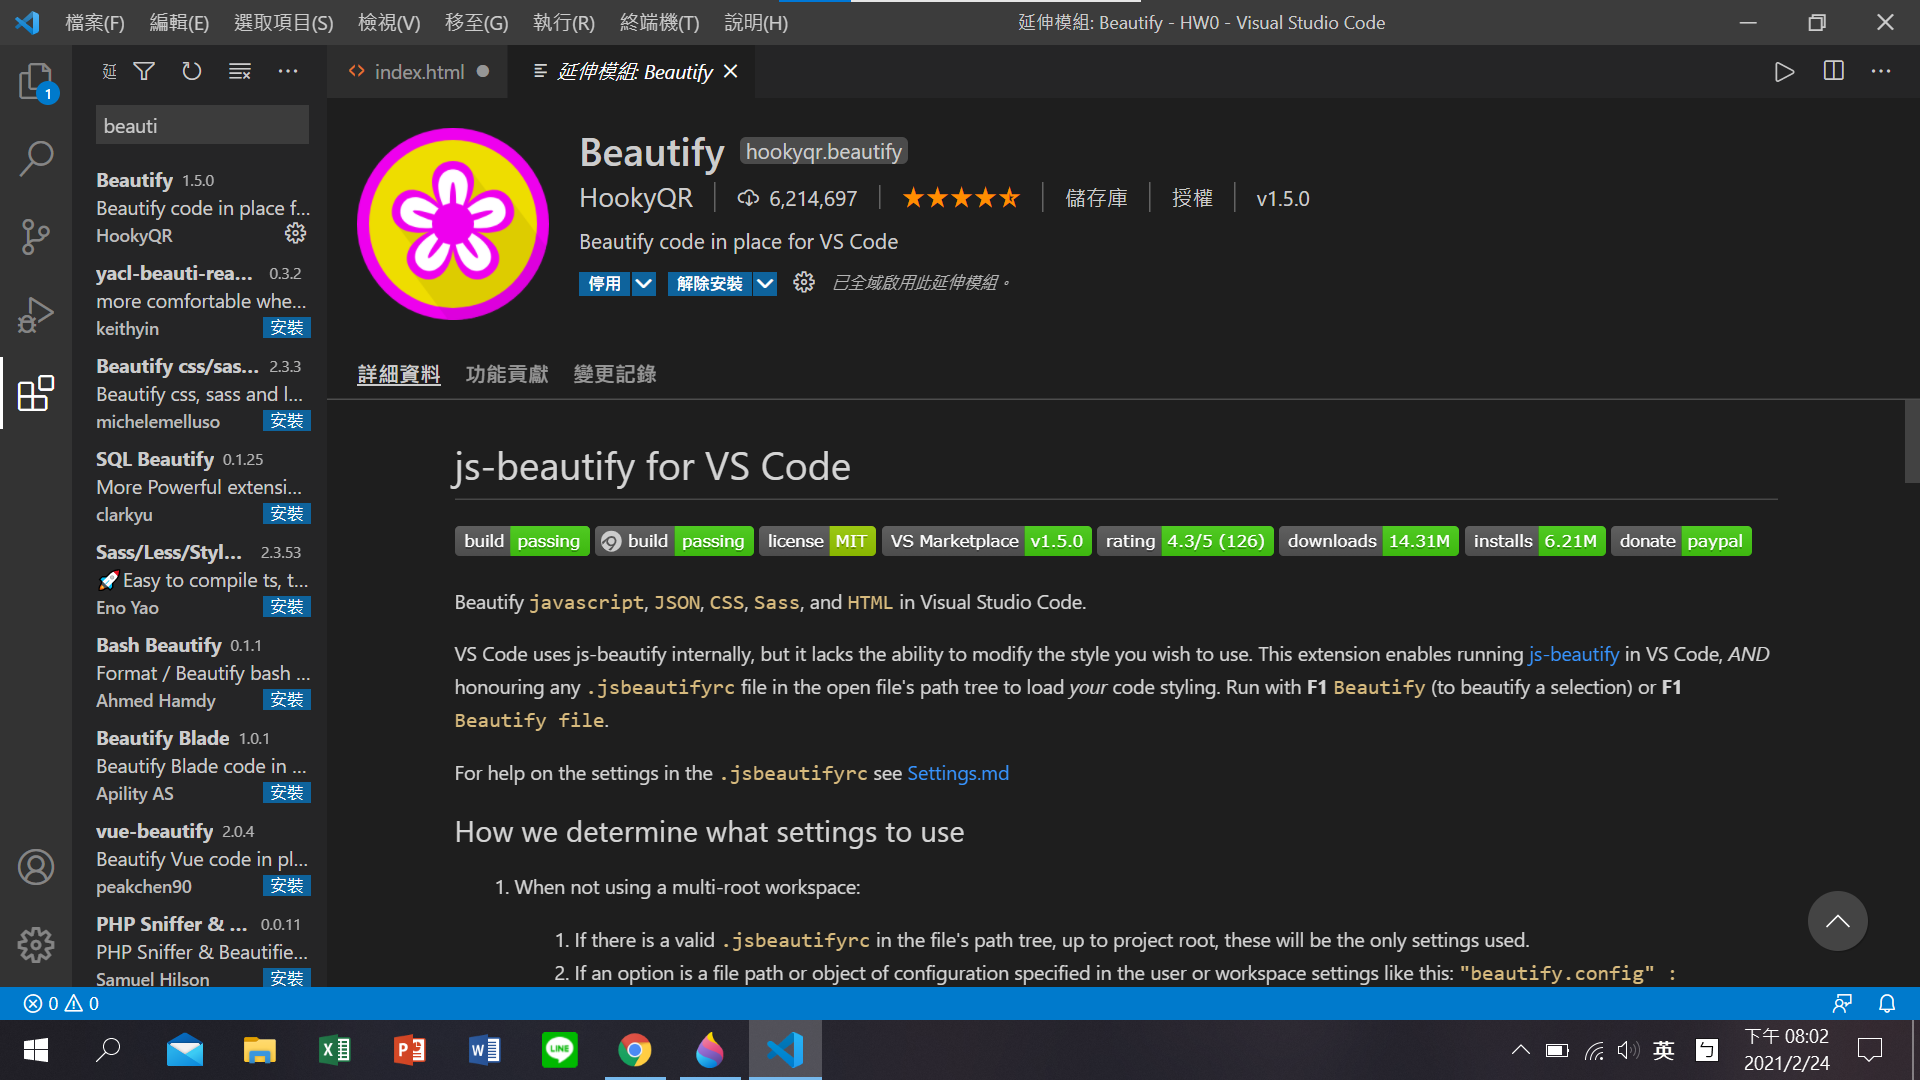 檔案(F) 編輯(E) 選取項目(S) 檢視(V) 移至(G) 執行(R) 終端機(T) 說明(H) 延伸模組: Beautify - HW0 - Visual Studio Code
延 index.html 延伸模組: Beautify
1
beauti
Beautify 1.5.0
Beautify code in place f...
HookyQR
yacl-beauti-rea... 0.3.2
more comfortable whe...
keithyin 安裝
Beautify css/sas... 2.3.3
Beautify css, sass and l...
michelemelluso 安裝
SQL Beautify 0.1.25
More Powerful extensi...
clarkyu 安裝
Sass/Less/Styl... 2.3.53
🚀Easy to compile ts, t...
Eno Yao 安裝
Bash Beautify 0.1.1
Format / Beautify bash ...
Ahmed Hamdy 安裝
Beautify Blade 1.0.1
Beautify Blade code in ...
Apility AS 安裝
vue-beautify 2.0.4
Beautify Vue code in pl...
peakchen90 安裝
PHP Sniffer & ... 0.0.11
PHP Sniffer & Beautifie...
Samuel Hilson 安裝
Beautify hookyqr.beautify
HookyQR 6,214,697 儲存庫 授權 v1.5.0
Beautify code in place for VS Code
停用 解除安裝 已全域啟用此延伸模組。
詳細資料 功能貢獻 變更記錄
js-beautify for VS Code
build passing build passing license MIT VS Marketplace v1.5.0 rating 4.3/5 (126) downloads 14.31M installs 6.21M donate paypal
Beautify javascript, JSON, CSS, Sass, and HTML in Visual Studio Code.
VS Code uses js-beautify internally, but it lacks the ability to modify the style you wish to use. This extension enables running js-beautify in VS Code, AND
honouring any .jsbeautifyrc file in the open file's path tree to load your code styling. Run with F1 Beautify (to beautify a selection) or F1
Beautify file.
For help on the settings in the .jsbeautifyrc see Settings.md
How we determine what settings to use
1. When not using a multi-root workspace:
1. If there is a valid .jsbeautifyrc in the file's path tree, up to project root, these will be the only settings used.
2. If an option is a file path or object of configuration specified in the user or workspace settings like this: "beautify.config" :
0 0
LINE 英 ㄅ 下午 08:02
2021/2/24